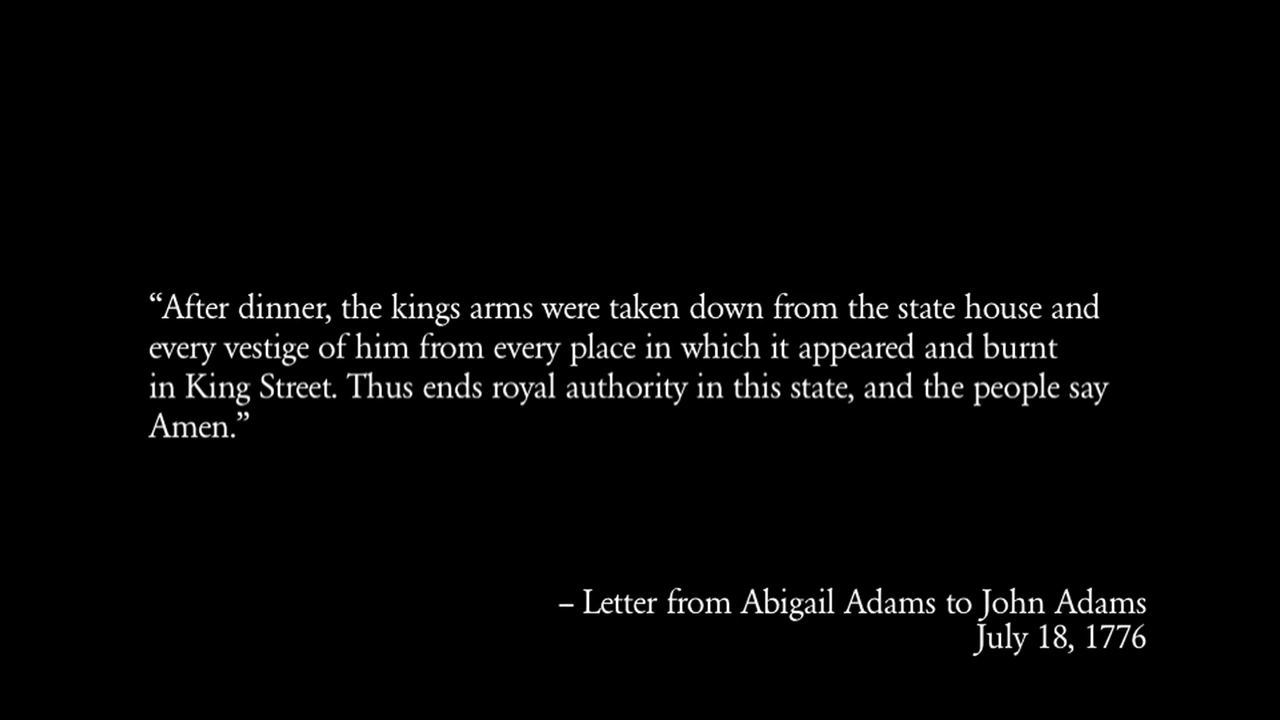 “After dinner, the kings arms were taken down from the state house and
every vestige of him from every place in which it appeared and burnt
in King Street. Thus ends royal authority in this state, and the people say
Amen.”
– Letter from Abigail Adams to John Adams
July 18, 1776